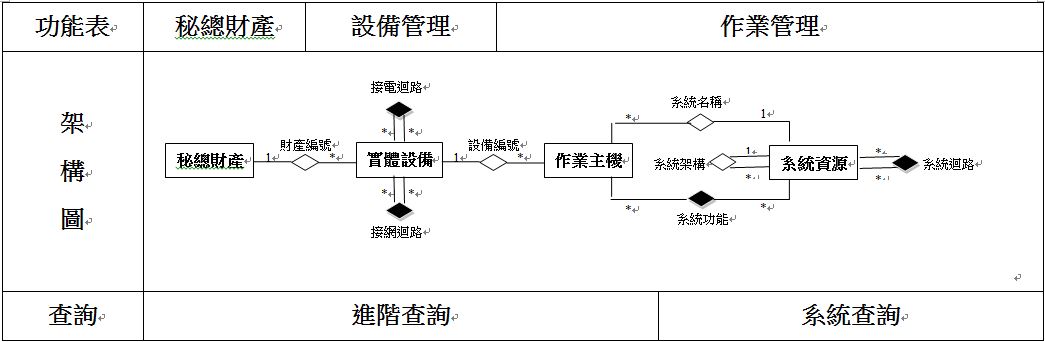 功能表 秘總財產 設備管理 作業管理
架
構
圖
接電迴路
* *
系統名稱
* 1
財產編號
1 *
設備編號
1 *
秘總財產 實體設備 作業主機 系統資源
系統架構
1
*
*
*
系統迴路
* *
接網迴路
* *
系統功能
查詢 進階查詢 系統查詢